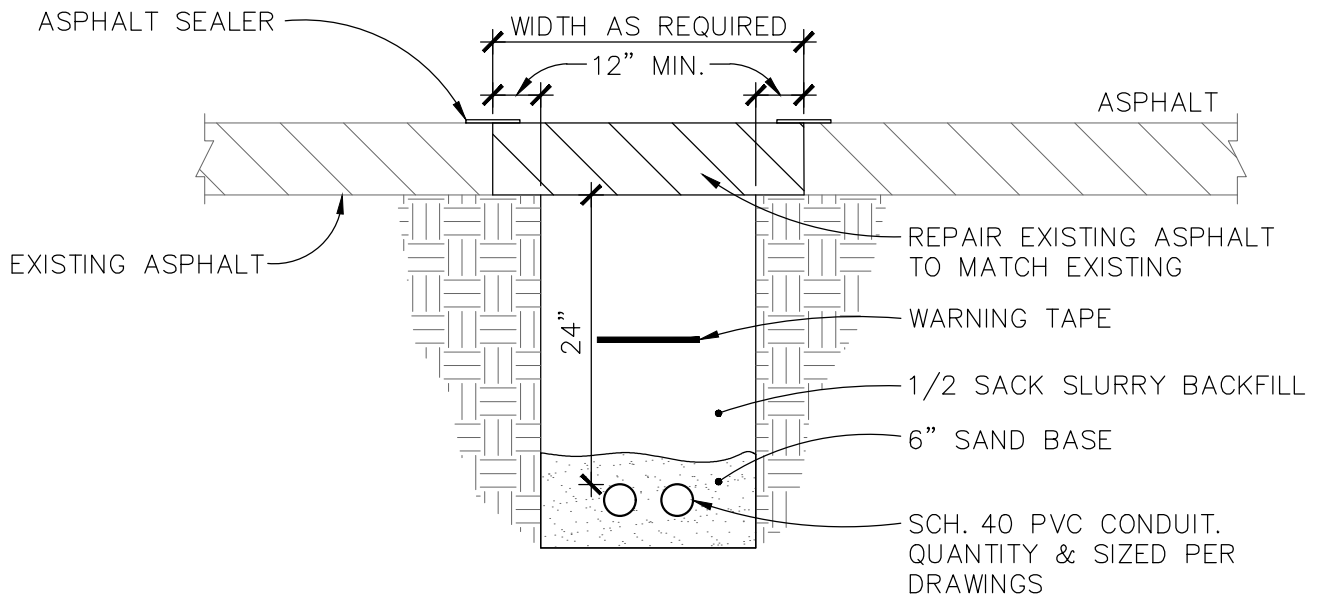 ASPHALT SEALER
WIDTH AS REQUIRED
12” MIN.
ASPHALT
EXISTING ASPHALT
REPAIR EXISTING ASPHALT
TO MATCH EXISTING
24”
WARNING TAPE
1/2 SACK SLURRY BACKFILL
6” SAND BASE
SCH. 40 PVC CONDUIT.
QUANTITY & SIZED PER
DRAWINGS